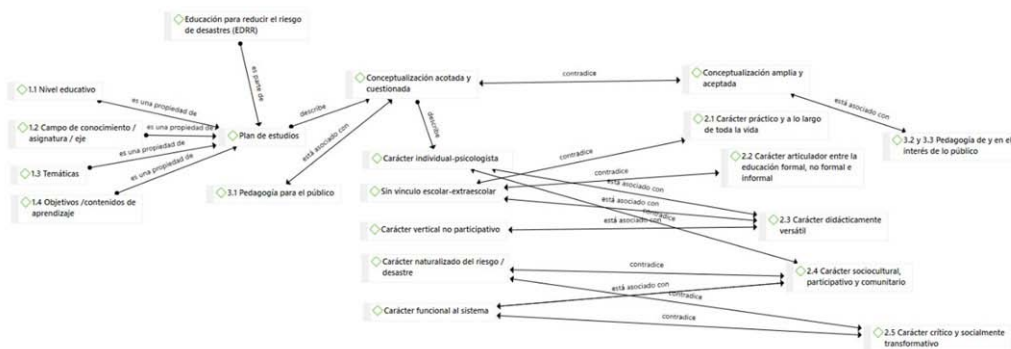 Educación para reducir el riesgo
de desastres (EDRR)
es parte de
1.1 Nivel educativo
es una propiedad de
1.2 Campo de conocimiento /
asignatura / eje
es una propiedad de
1.3 Temáticas
es una propiedad de
1.4 Objetivos /contenidos de
aprendizaje
es una propiedad de
Plan de estudios
describe
Conceptualización acotada y
cuestionada
contradice
Conceptualización amplia y
aceptada
está asociado con
3.2 y 3.3 Pedagogía de y en el
interés de lo público
está asociado con
3.1 Pedagogía para el público
describe
Carácter individual-psicologista
Sin vínculo escolar-extraescolar
Carácter vertical no participativo
Carácter naturalizado del riesgo /
desastre
Carácter funcional al sistema
contradice
contradice
está asociado con
está asociado con
está asociado con
contradice
está asociado con
contradice
contradice
2.1 Carácter práctico y a lo largo
de toda la vida
2.2 Carácter articulador entre la
educación formal, no formal e
informal
2.3 Carácter didácticamente
versátil
2.4 Carácter sociocultural,
participativo y comunitario
2.5 Carácter crítico y socialmente
transformativo